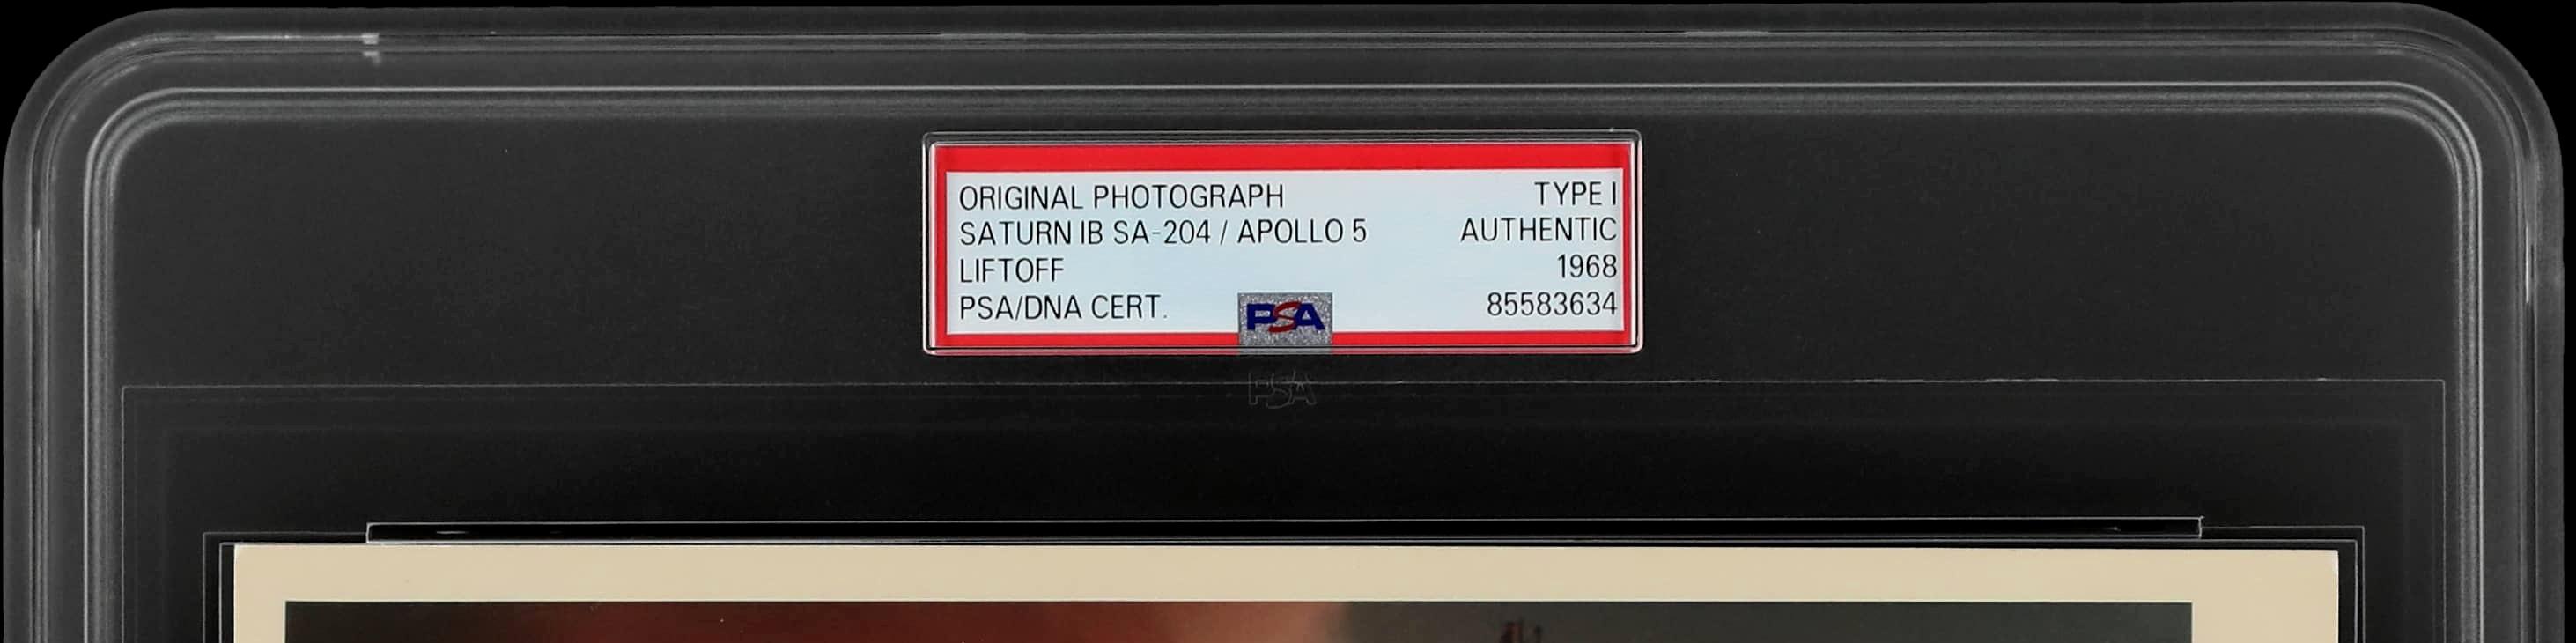 ORIGINAL PHOTOGRAPH TYPE I
SATURN IB SA-204 / APOLLO 5 AUTHENTIC
LIFTOFF 1968
PSA/DNA CERT. 85583634
PSA
PSA